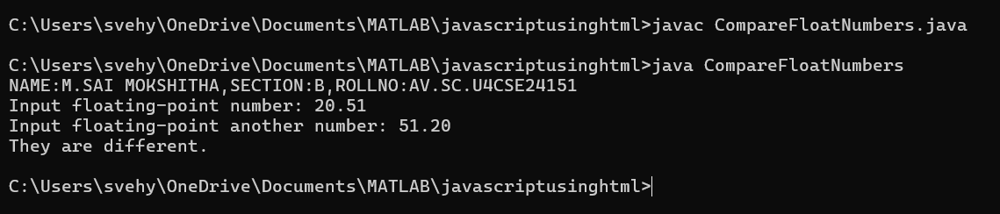 C:\Users\svehy\OneDrive\Documents\MATLAB\javascriptusinghtml>javac CompareFloatNumbers.java
C:\Users\svehy\OneDrive\Documents\MATLAB\javascriptusinghtml>java CompareFloatNumbers
NAME:M.SAI MOKSHITHA,SECTION:B,ROLLNO:AV.SC.U4CSE24151
Input floating-point number: 20.51
Input floating-point another number: 51.20
They are different.
C:\Users\svehy\OneDrive\Documents\MATLAB\javascriptusinghtml>